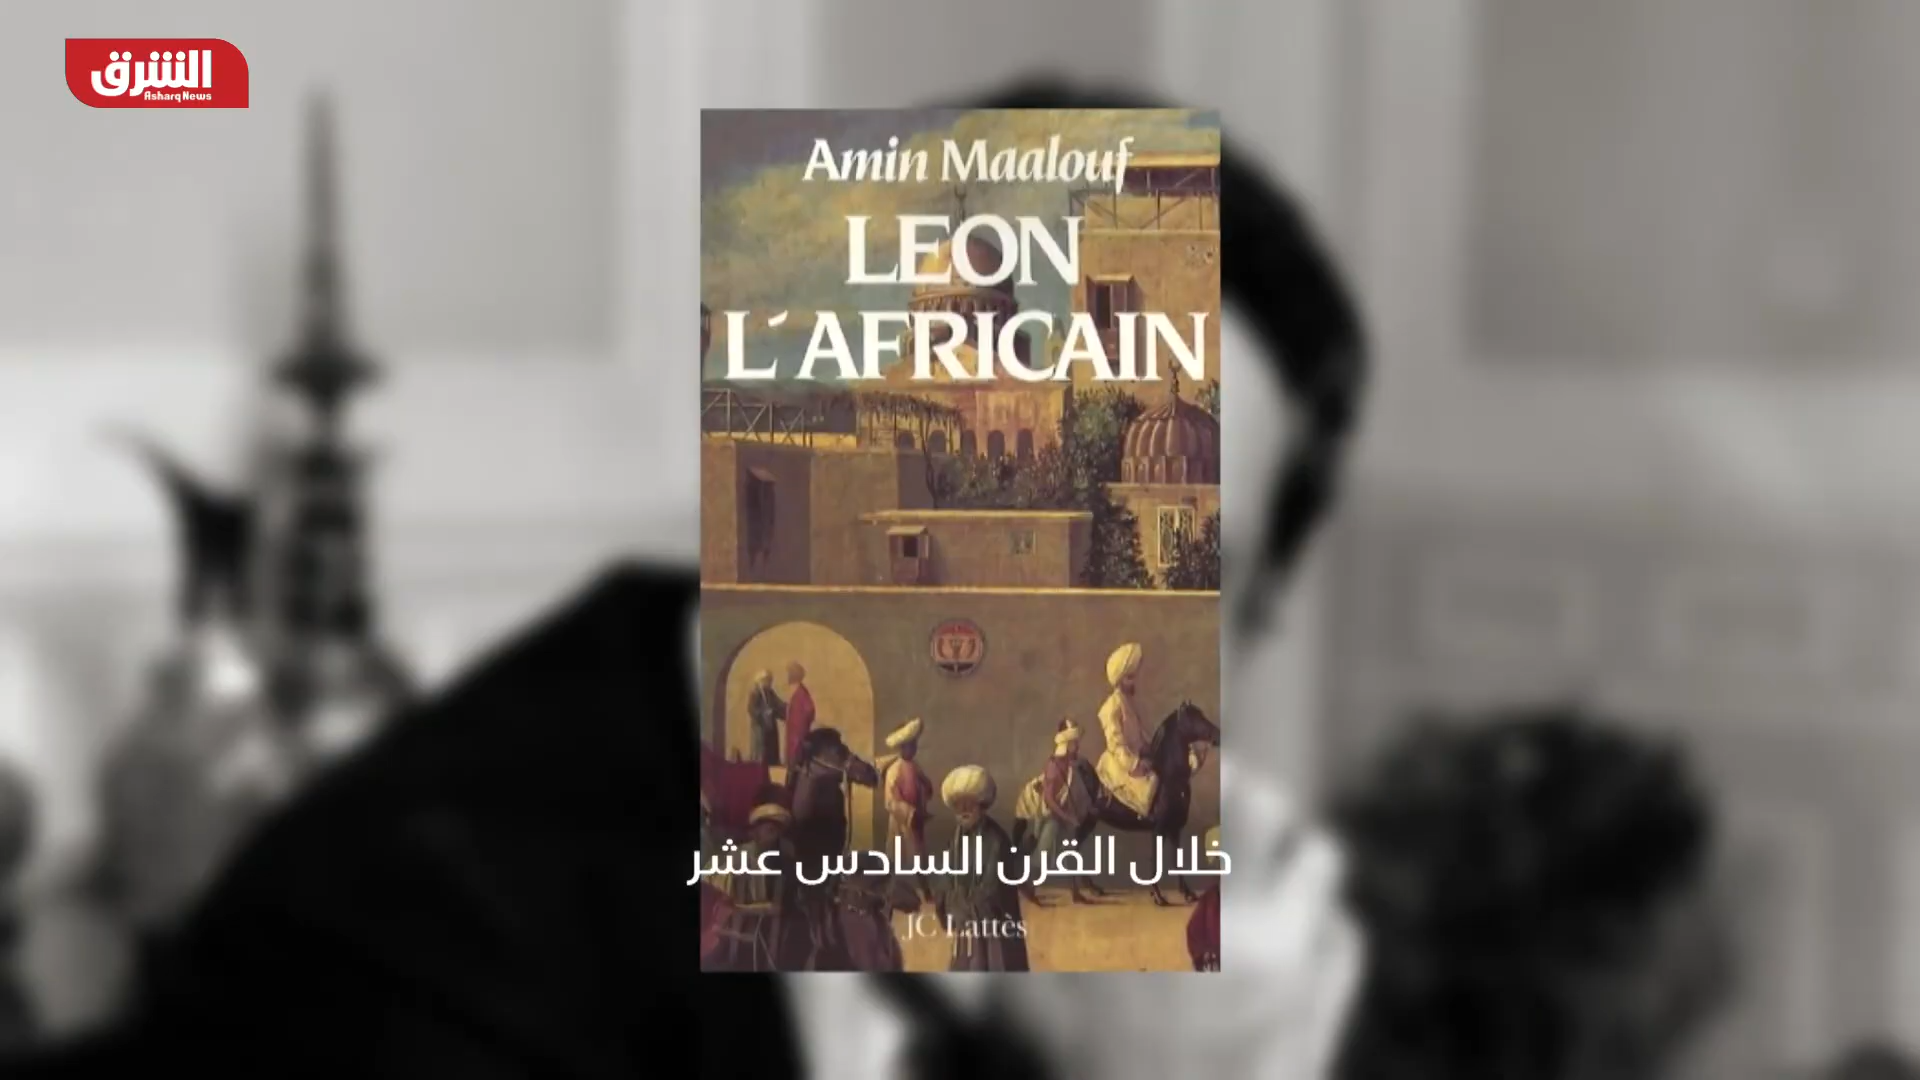 الشرق
Asharq News
Amin Maalouf
LEON
L'AFRICAIN
خلال القرن السادس عشر
JC Lattès